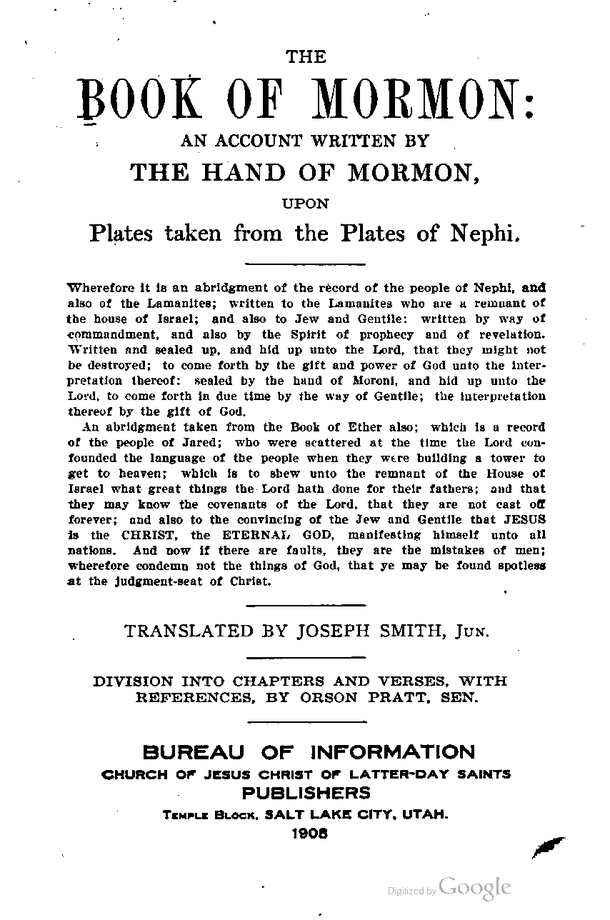 THE
BOOK OF MORMON:
AN ACCOUNT WRITTEN BY
THE HAND OF MORMON,
UPON
Plates taken from the Plates of Nephi.
Wherefore it is an abridgment of the record of the people of Nephi, and
also of the Lamanites; written to the Lamanites who are a remnant of
the house of Israel; and also to Jew and Gentile: written by way of
commandment, and also by the Spirit of prophecy and of revelation.
Written and sealed up, and hid up unto the Lord, that they might not
be destroyed; to come forth by the gift and power of God unto the inter-
pretation thereof: sealed by the hand of Moroni, and hid up unto the
Lord, to come forth in due time by the way of Gentile; the interpretation
thereof by the gift of God.
An abridgment taken from the Book of Ether also; which is a record
of the people of Jared; who were scattered at the time the Lord con-
founded the language of the people when they were building a tower to
get to heaven; which is to shew unto the remnant of the House of
Israel what great things the Lord hath done for their fathers; and that
they may know the covenants of the Lord, that they are not cast off
forever; and also to the convincing of the Jew and Gentile that JESUS
is the CHRIST, the ETERNAL GOD, manifesting himself unto all
nations. And now if there are faults, they are the mistakes of men;
wherefore condemn not the things of God, that ye may be found spotless
at the judgment-seat of Christ.
TRANSLATED BY JOSEPH SMITH, JUN.
DIVISION INTO CHAPTERS AND VERSES, WITH
REFERENCES, BY ORSON PRATT, SEN.
BUREAU OF INFORMATION
CHURCH OF JESUS CHRIST OF LATTER-DAY SAINTS
PUBLISHERS
TEMPLE BLOCK, SALT LAKE CITY, UTAH.
1908
Digitized by Google